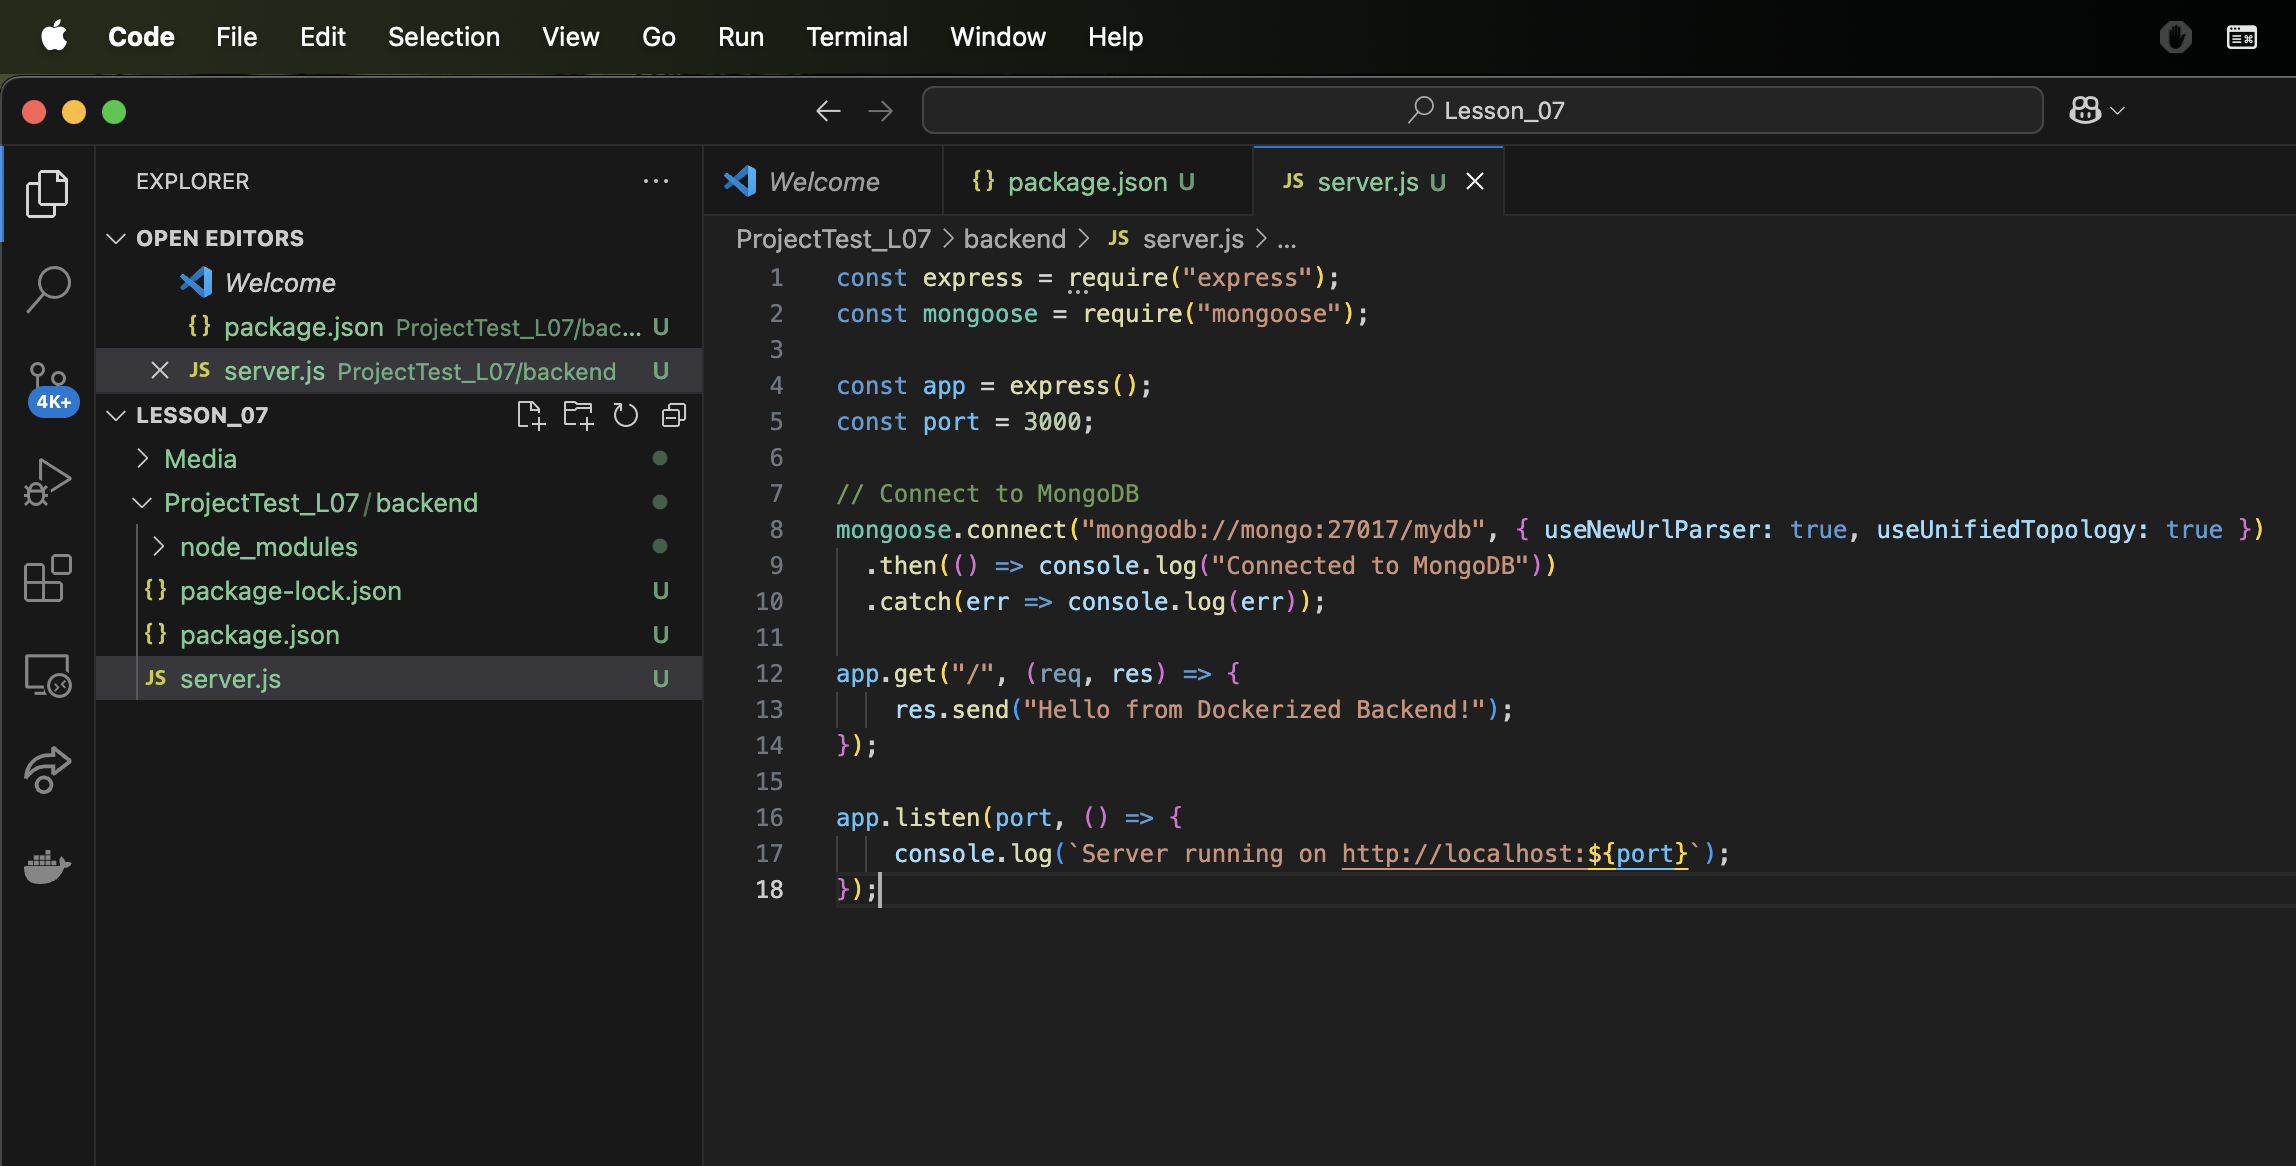 Code File Edit Selection View Go Run Terminal Window Help
Lesson_07
EXPLORER
OPEN EDITORS
Welcome
{} package.json ProjectTest_L07/bac... U
JS server.js ProjectTest_L07/backend U
LESSON_07
Media
ProjectTest_L07/backend
node_modules
{} package-lock.json U
{} package.json U
JS server.js U
4K+
Welcome {} package.json U JS server.js U
ProjectTest_L07 > backend > JS server.js > ...
1 const express = require("express");
2 const mongoose = require("mongoose");
3
4 const app = express();
5 const port = 3000;
6
7 // Connect to MongoDB
8 mongoose.connect("mongodb://mongo:27017/mydb", { useNewUrlParser: true, useUnifiedTopology: true })
9 .then(() => console.log("Connected to MongoDB"))
10 .catch(err => console.log(err));
11
12 app.get("/", (req, res) => {
13 res.send("Hello from Dockerized Backend!");
14 });
15
16 app.listen(port, () => {
17 console.log(`Server running on http://localhost:${port}`);
18 });